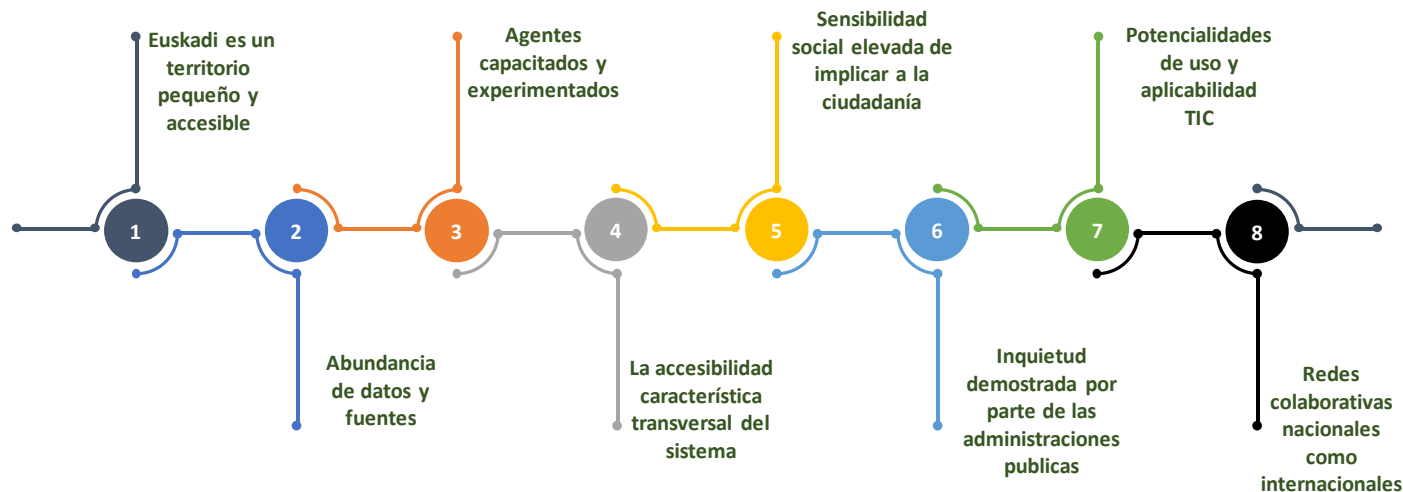 Euskadi es un
territorio
pequeño y
accesible
Agentes
capacitados y
experimentados
Sensibilidad
social elevada de
implicar a la
ciudadanía
Potencialidades
de uso y
aplicabilidad
TIC
1
2
3
4
5
6
7
8
Abundancia
de datos y
fuentes
La accesibilidad
característica
transversal del
sistema
Inquietud
demostrada por
parte de las
administraciones
publicas
Redes
colaborativas
nacionales
como
internacionales